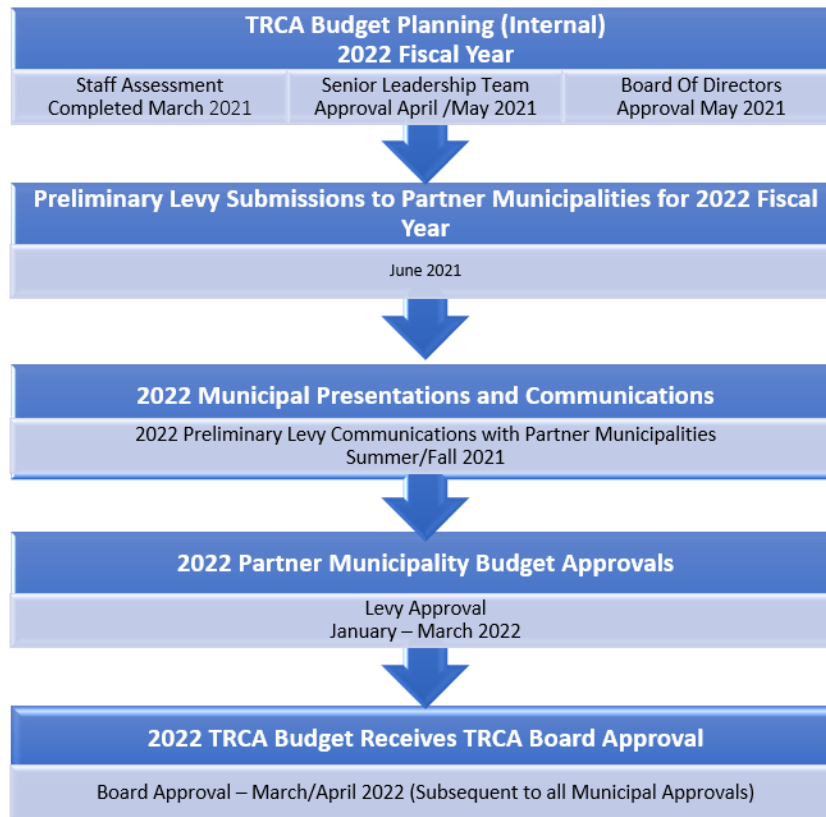 TRCA Budget Planning (Internal)
2022 Fiscal Year
Staff Assessment
Completed March 2021
Senior Leadership Team
Approval April /May 2021
Board Of Directors
Approval May 2021
Preliminary Levy Submissions to Partner Municipalities for 2022 Fiscal
Year
June 2021
2022 Municipal Presentations and Communications
2022 Preliminary Levy Communications with Partner Municipalities
Summer/Fall 2021
2022 Partner Municipality Budget Approvals
Levy Approval
January – March 2022
2022 TRCA Budget Receives TRCA Board Approval
Board Approval – March/April 2022 (Subsequent to all Municipal Approvals)